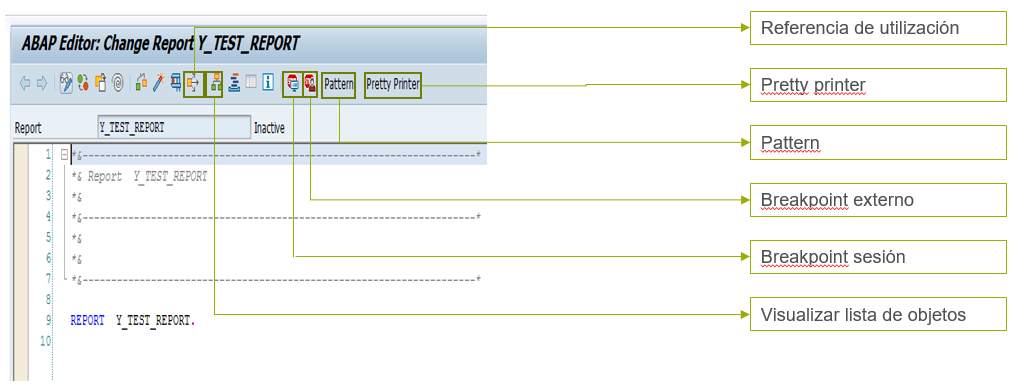 ABAP Editor: Change Report Y_TEST_REPORT
Pattern Pretty Printer
Report Y_TEST_REPORT Inactive
1 *&---------------------------------------------------------------------*
2 *& Report Y_TEST_REPORT
3 *&
4 *&---------------------------------------------------------------------*
5 *&
6 *&
7 *&---------------------------------------------------------------------*
8
9 REPORT Y_TEST_REPORT.
10
Referencia de utilización
Pretty printer
Pattern
Breakpoint externo
Breakpoint sesión
Visualizar lista de objetos